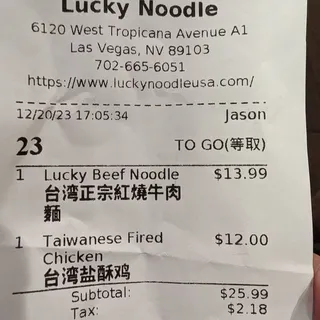 Lucky Noodle
6120 West Tropicana Avenue A1
Las Vegas, NV 89103
702-665-6051
https://www.luckynoodleusa.com/
12/20/23 17:05:34 Jason
23 TO GO(等取)
1 Lucky Beef Noodle $13.99
台湾正宗紅燒牛肉
麵
1 Taiwanese Fired $12.00
Chicken
台湾盐酥鸡
Subtotal: $25.99
Tax: $2.18